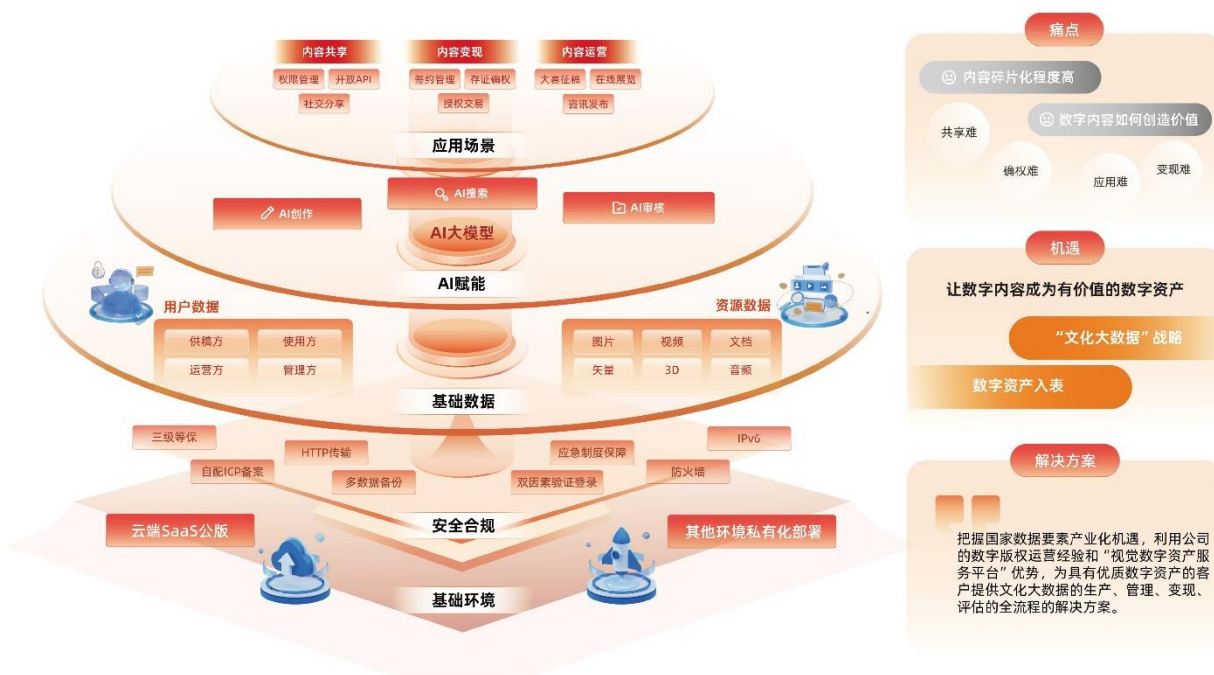 内容共享
内容变现
内容运营
权限管理
开放API
签约管理
存证确权
大赛征稿
在线展览
社交分享
授权交易
咨讯发布
应用场景
AI创作
AI搜索
AI审核
AI大模型
AI赋能
用户数据
资源数据
供稿方
使用方
运营方
管理方
图片
视频
文档
矢量
3D
音频
基础数据
三级等保
HTTP传输
应急制度保障
IPv6
自配ICP备案
多数据备份
双因素验证登录
防火墙
安全合规
云端SaaS公版
其他环境私有化部署
基础环境
痛点
内容碎片化程度高
数字内容如何创造价值
共享难
确权难
应用难
变现难
机遇
让数字内容成为有价值的数字资产
“文化大数据”战略
数字资产入表
解决方案
把握国家数据要素产业化机遇，利用公司
的数字版权运营经验和“视觉数字资产服
务平台”优势，为具有优质数字资产的客
户提供文化大数据的生产、管理、变现、
评估的全流程的解决方案。